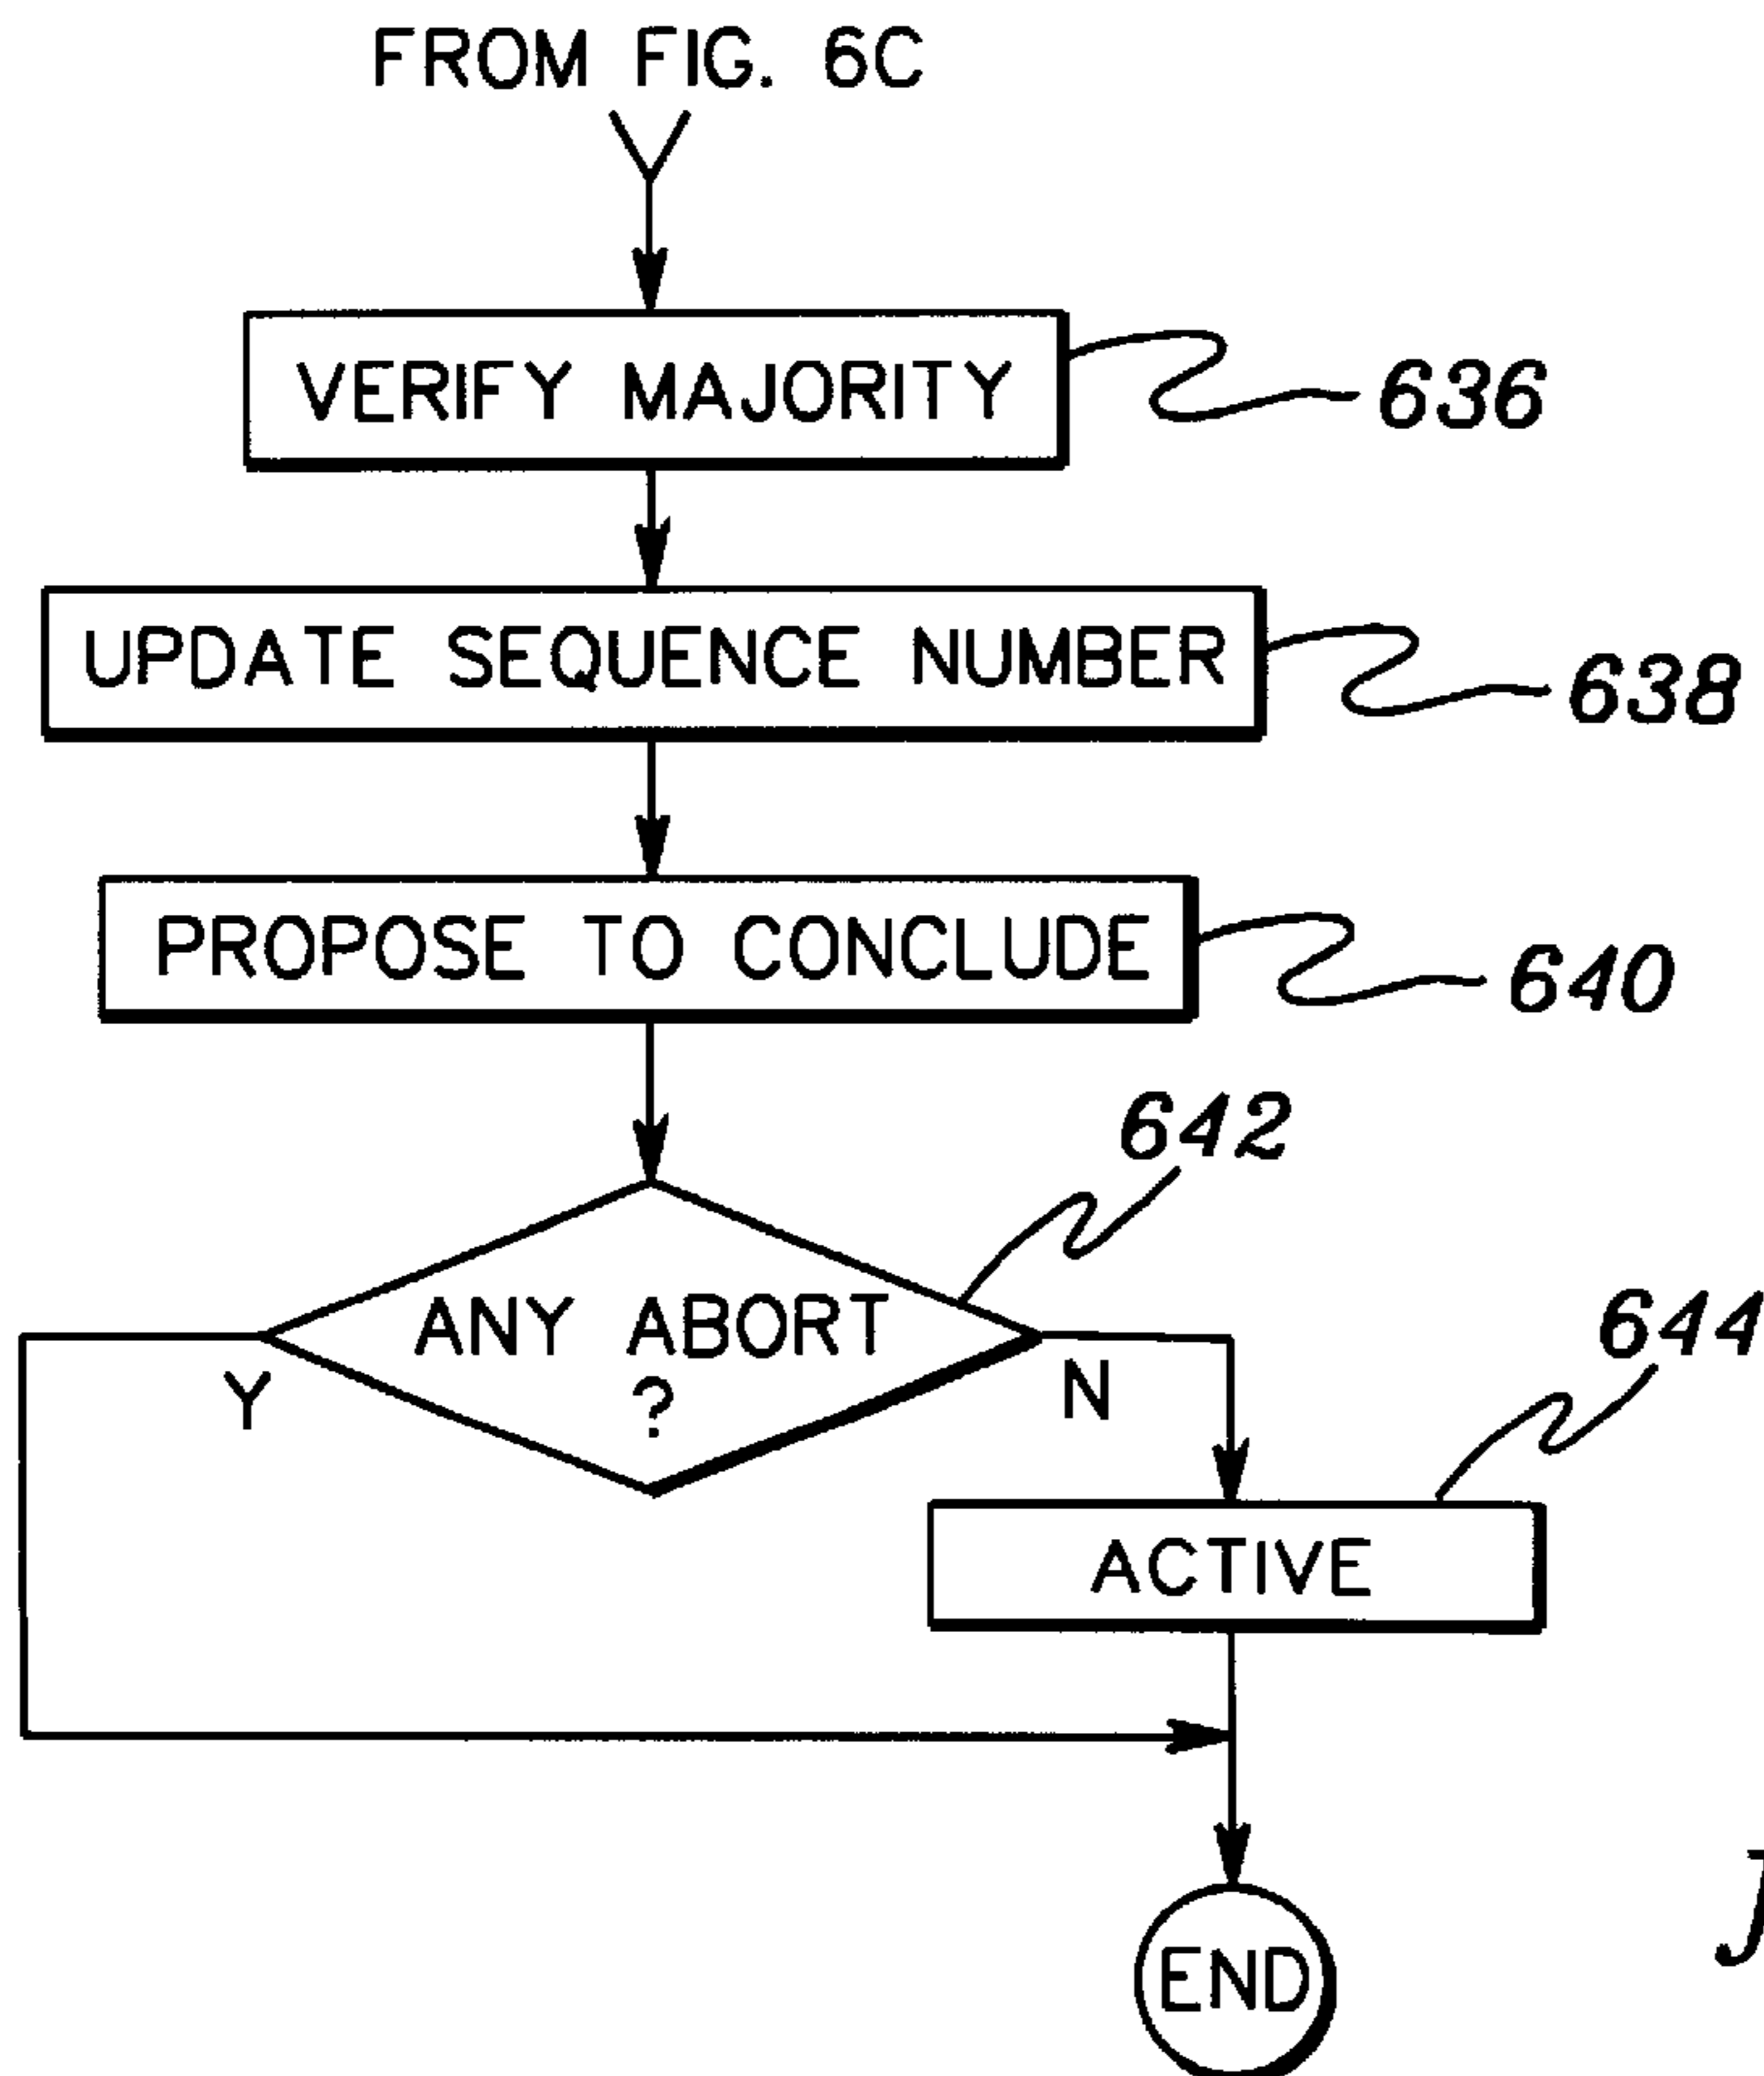 FROM FIG. 6C
VERIFY MAJORITY
636
UPDATE SEQUENCE NUMBER
638
PROPOSE TO CONCLUDE
640
642
ANY ABORT
?
Y
N
644
ACTIVE
END